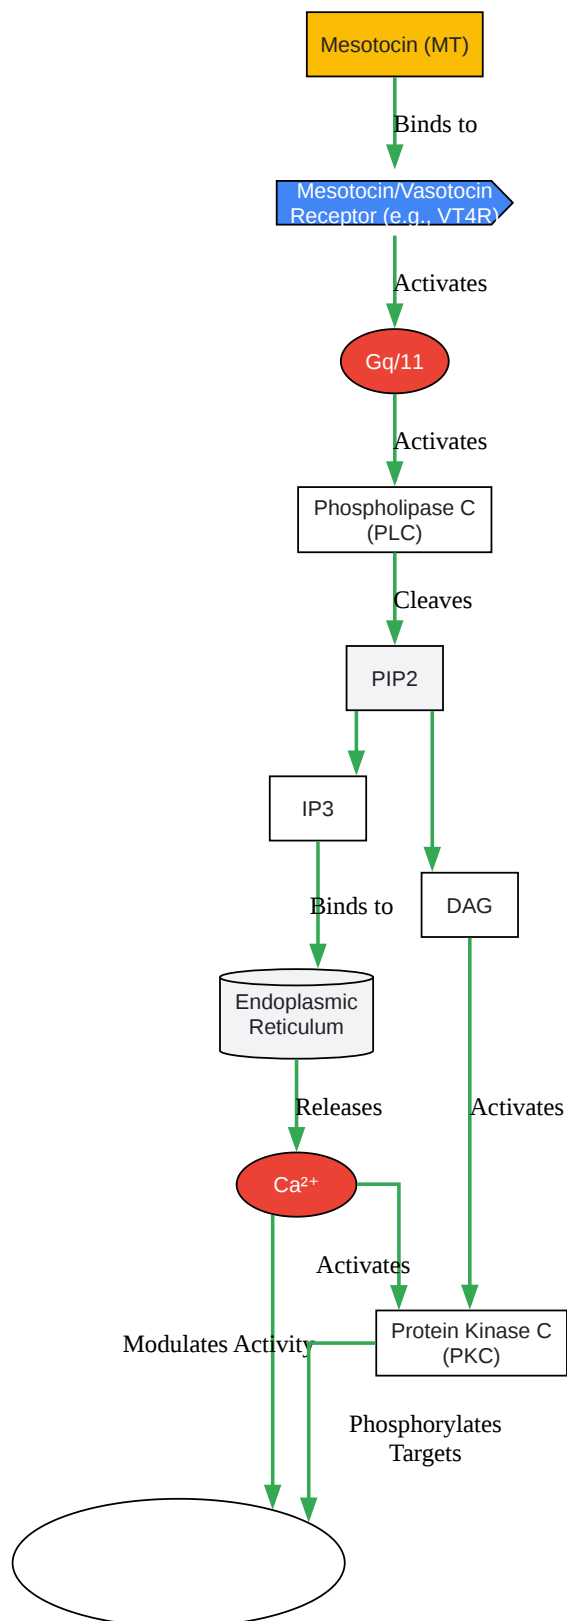 Mesotocin (MT)
Binds to
Mesotocin/Vasotocin
Receptor (e.g., VT4R)
Activates
Gq/11
Activates
Phospholipase C
(PLC)
Cleaves
PIP2
IP3
DAG
Binds to
Endoplasmic
Reticulum
Releases
Activates
Ca²⁺
Activates
Protein Kinase C
(PKC)
Modulates Activity
Phosphorylates
Targets